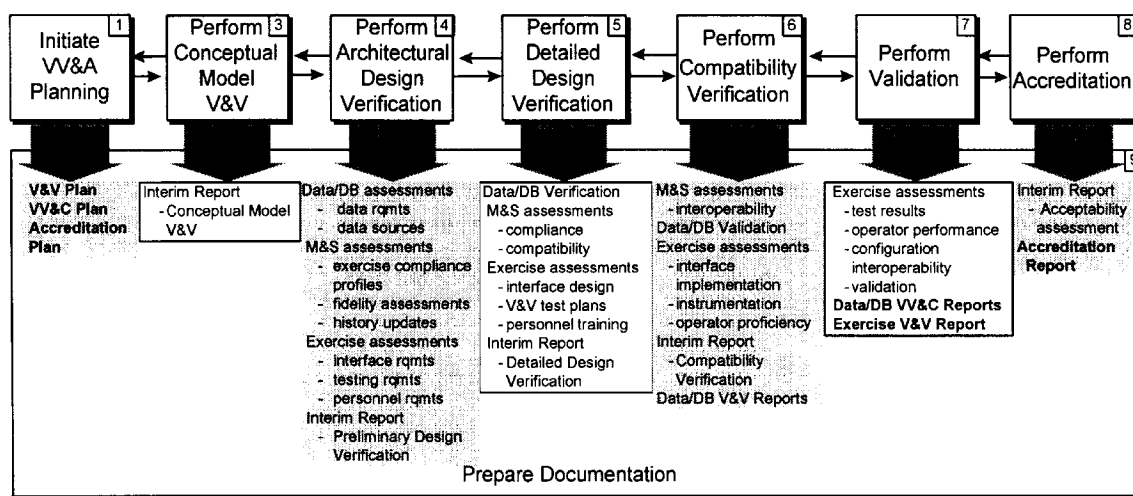 1
Initiate
VV&A
Planning
3
Perform
Conceptual
Model
V&V
4
Perform
Architectural
Design
Verification
5
Perform
Detailed
Design
Verification
6
Perform
Compatibility
Verification
7
Perform
Validation
8
Perform
Accreditation
9
V&V Plan
VV&C Plan
Accreditation
Plan
Interim Report
- Conceptual Model
V&V
Data/DB assessments
- data rqmts
- data sources
M&S assessments
- exercise compliance
profiles
- fidelity assessments
- history updates
Exercise assessments
- interface rqmts
- testing rqmts
- personnel rqmts
Interim Report
- Preliminary Design
Verification
Data/DB Verification
M&S assessments
- compliance
- compatibility
Exercise assessments
- interface design
- V&V test plans
- personnel training
Interim Report
- Detailed Design
Verification
M&S assessments
- interoperability
Data/DB Validation
Exercise assessments
- interface
implementation
- instrumentation
- operator proficiency
Interim Report
- Compatibility
Verification
Data/DB V&V Reports
Exercise assessments
- test results
- operator performance
- configuration
interoperability
- validation
Data/DB VV&C Reports
Exercise V&V Report
Interim Report
- Acceptability
assessment
Accreditation
Report
Prepare Documentation